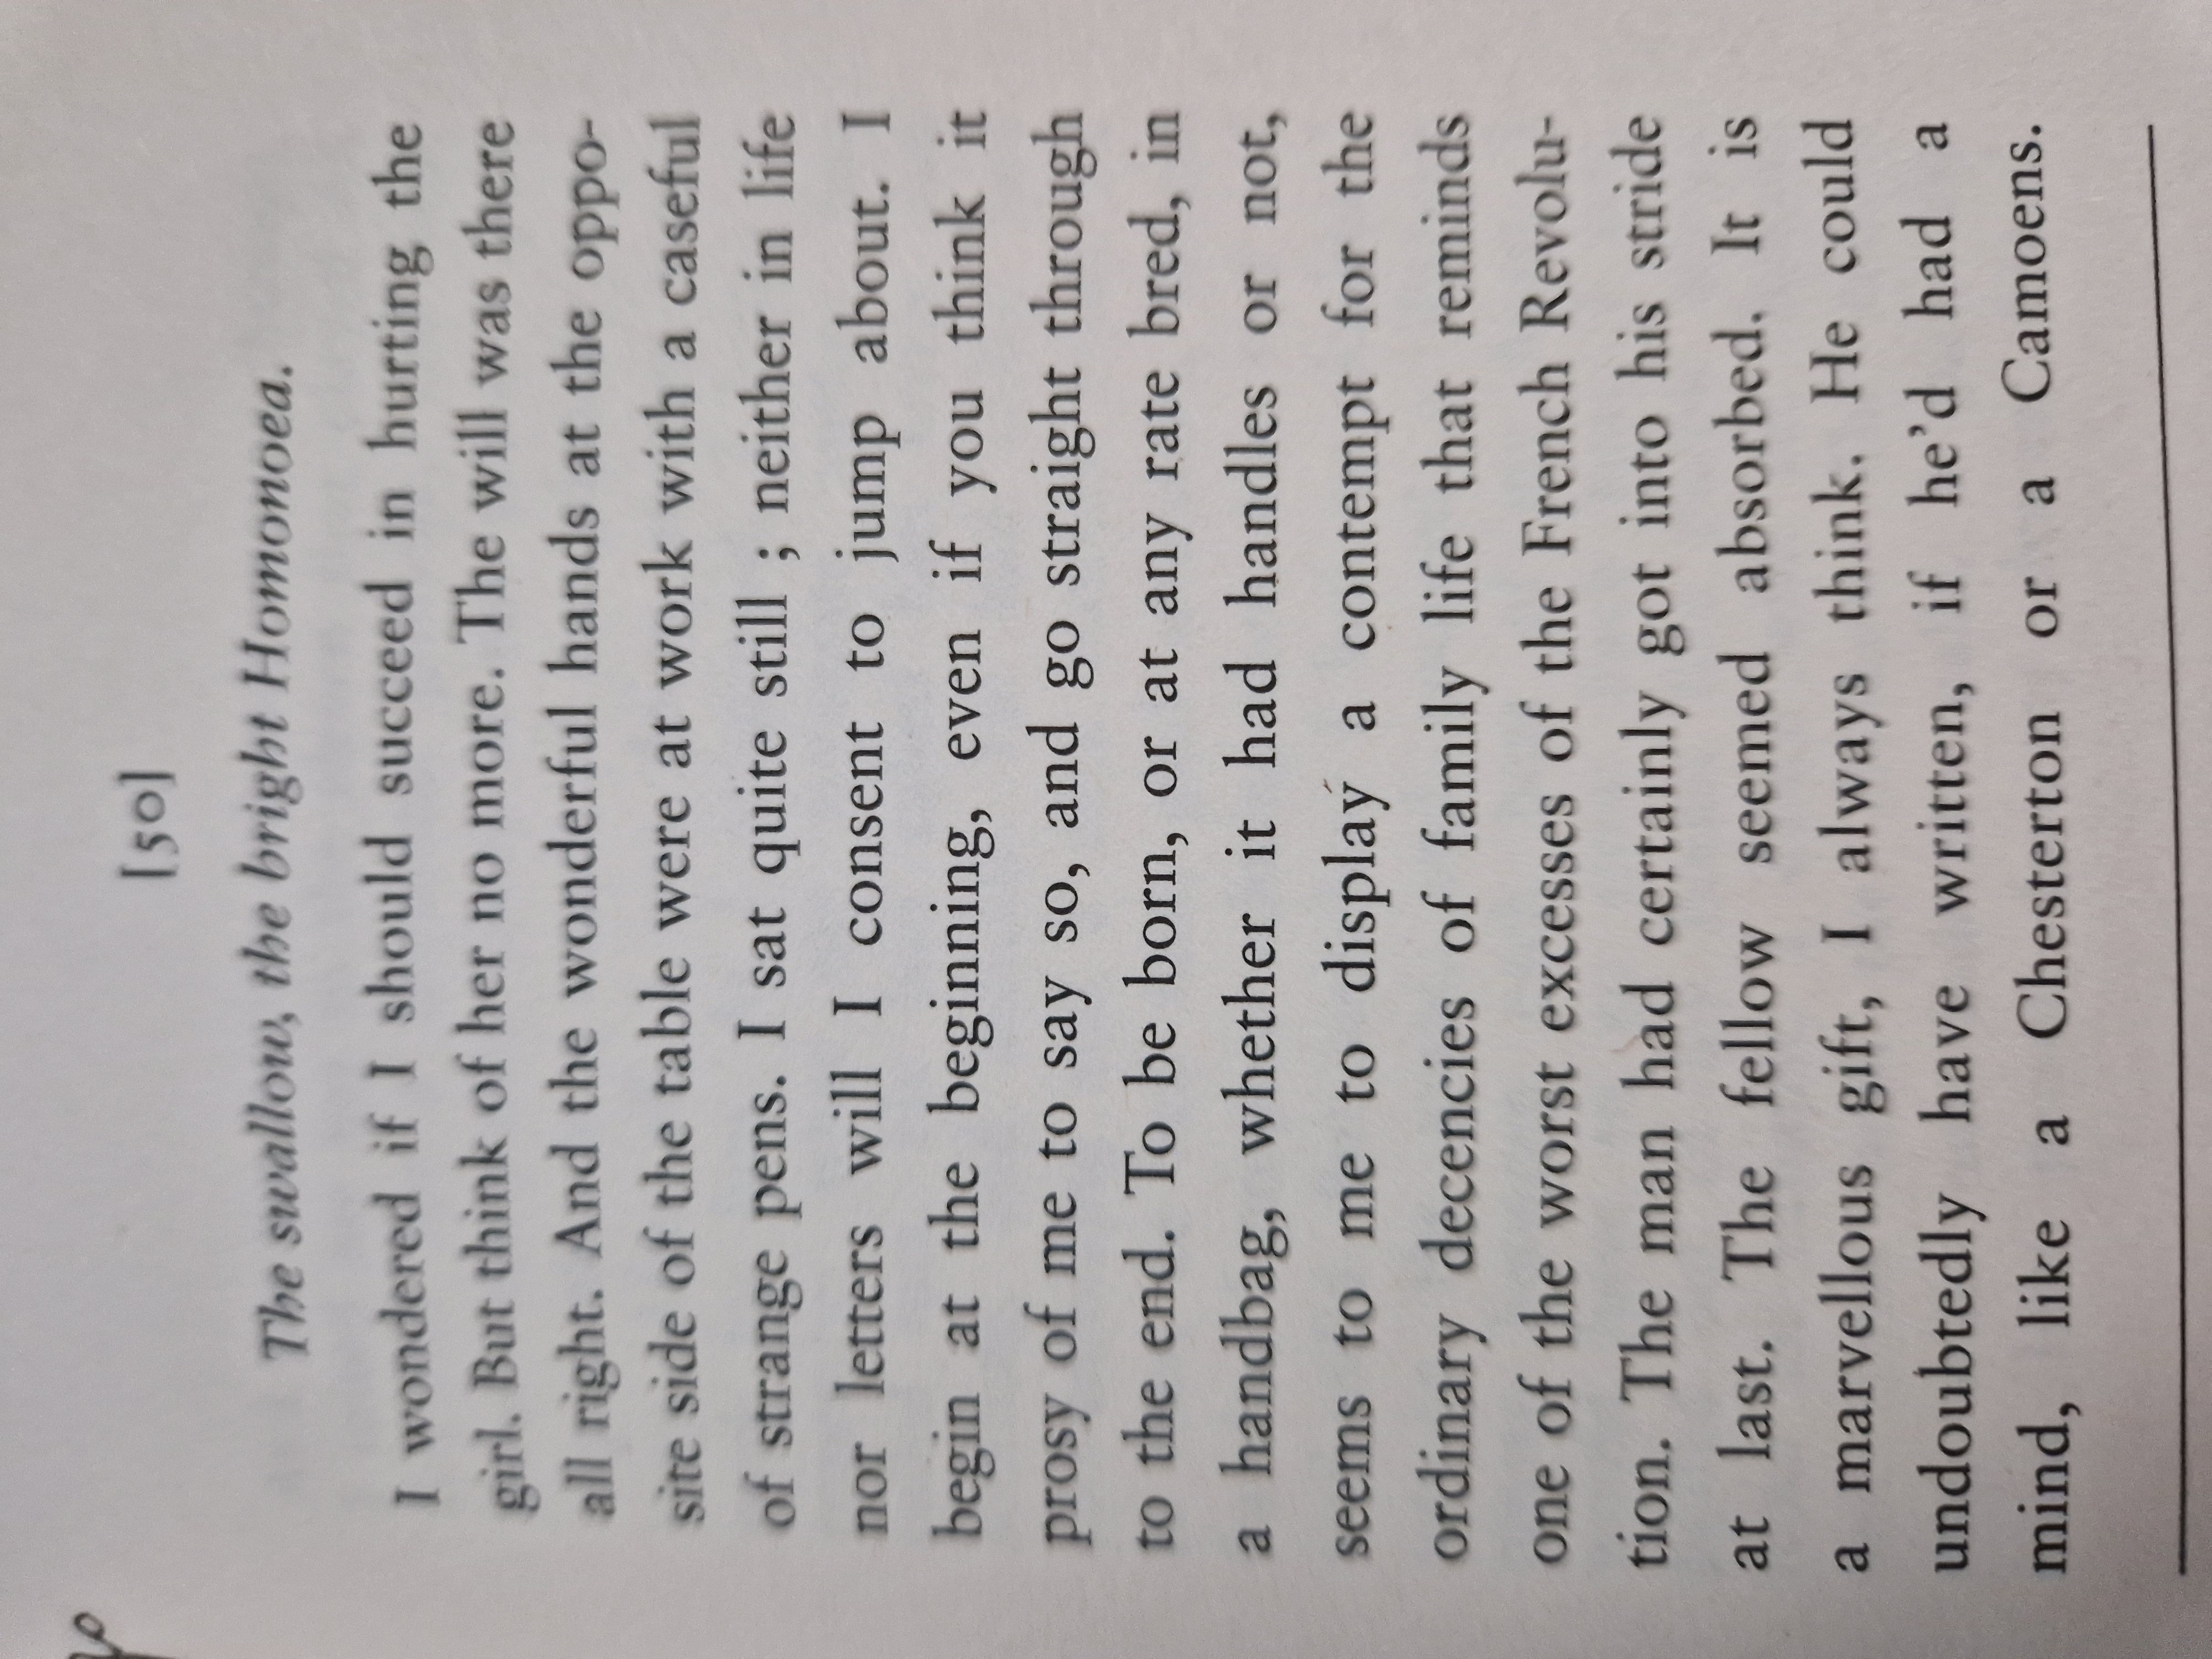 [50]
The swallow, the bright Homonoea.
I wondered if I should succeed in hurting the
girl. But think of her no more. The will was there
all right. And the wonderful hands at the oppo-
site side of the table were at work with a caseful
of strange pens. I sat quite still ; neither in life
nor letters will I consent to jump about. I
begin at the beginning, even if you think it
prosy of me to say so, and go straight through
to the end. To be born, or at any rate bred, in
a handbag, whether it had handles or not,
seems to me to display a contempt for the
ordinary decencies of family life that reminds
one of the worst excesses of the French Revolu-
tion. The man had certainly got into his stride
at last. The fellow seemed absorbed. It is
a marvellous gift, I always think. He could
undoubtedly have written, if he'd had a
mind, like a Chesterton or a Camoens.